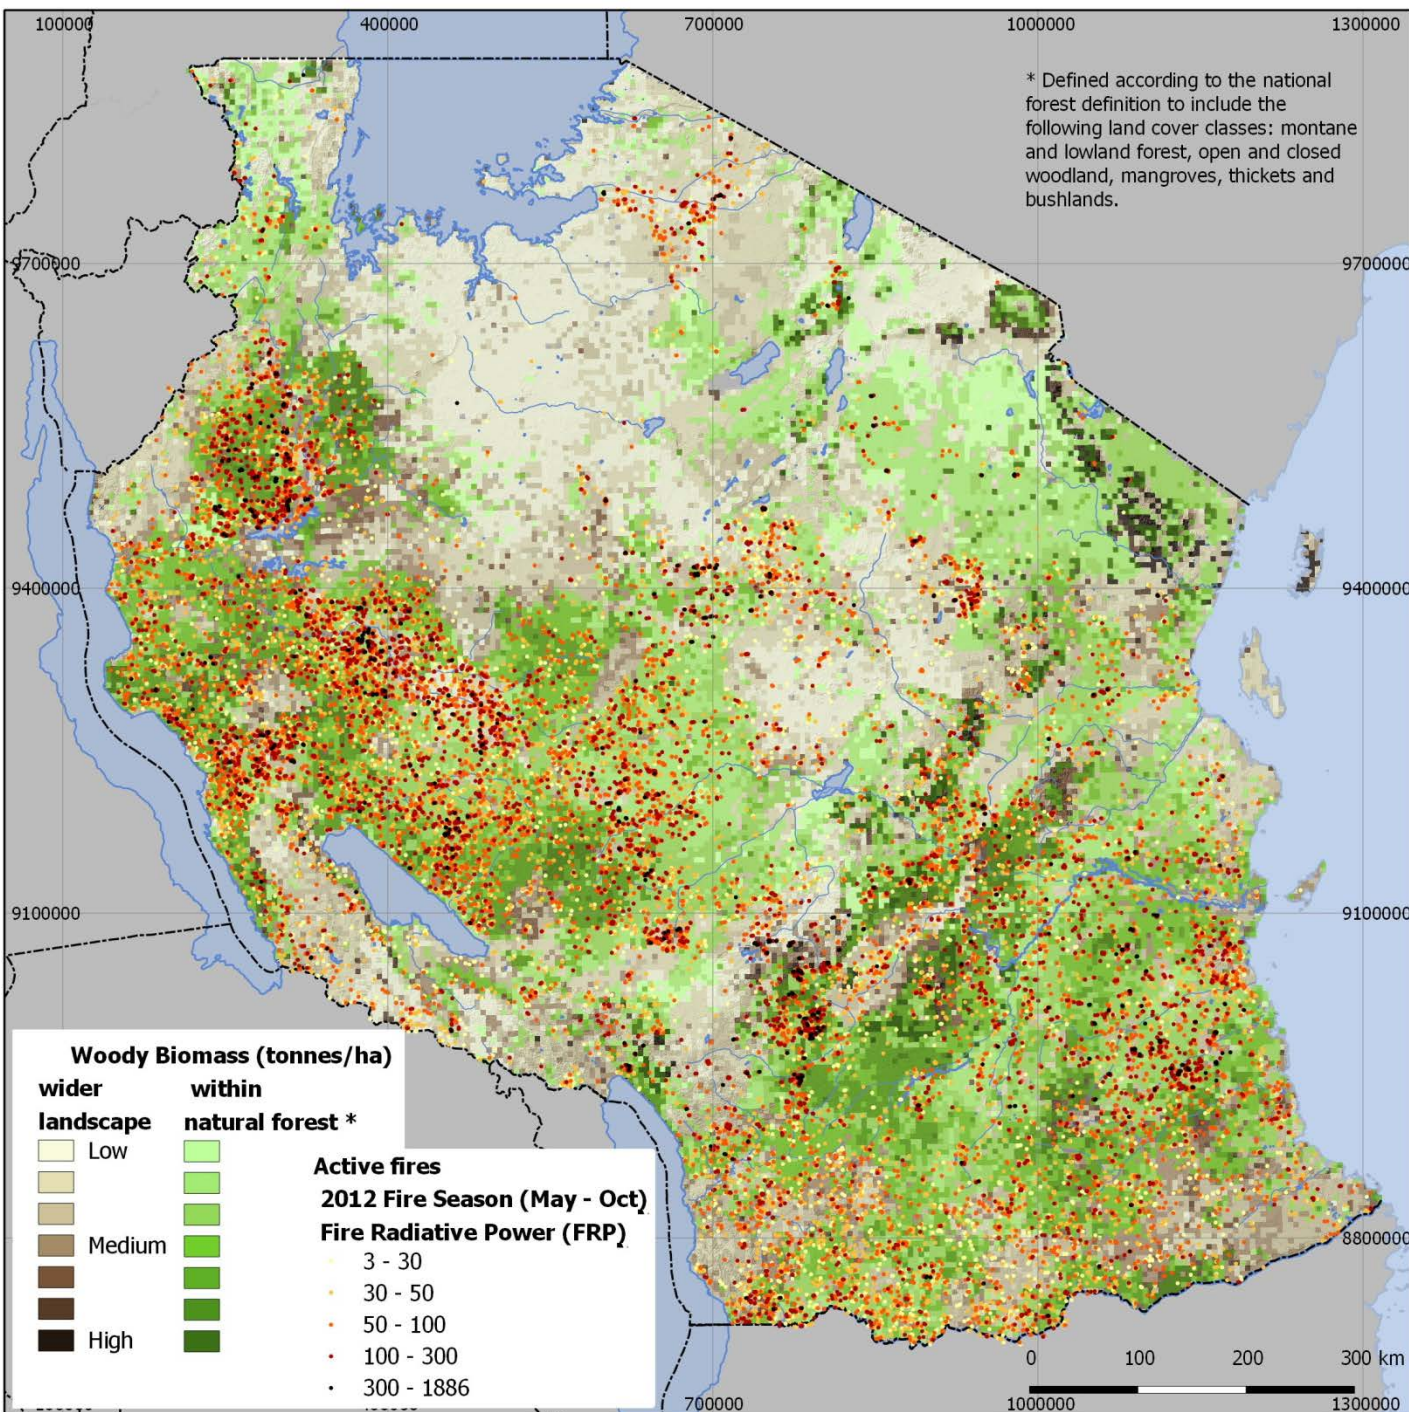 100000 400000 700000 1000000 1300000
* Defined according to the national
forest definition to include the
following land cover classes: montane
and lowland forest, open and closed
woodland, mangroves, thickets and
bushlands.
9700000 9700000
9400000 9400000
9100000 9100000
Woody Biomass (tonnes/ha)
wider within
landscape natural forest *
Low
Medium
High
Active fires
2012 Fire Season (May - Oct)
Fire Radiative Power (FRP)
3 - 30
30 - 50
50 - 100
100 - 300
300 - 1886
8800000
0 100 200 300 km
700000 1000000 1300000